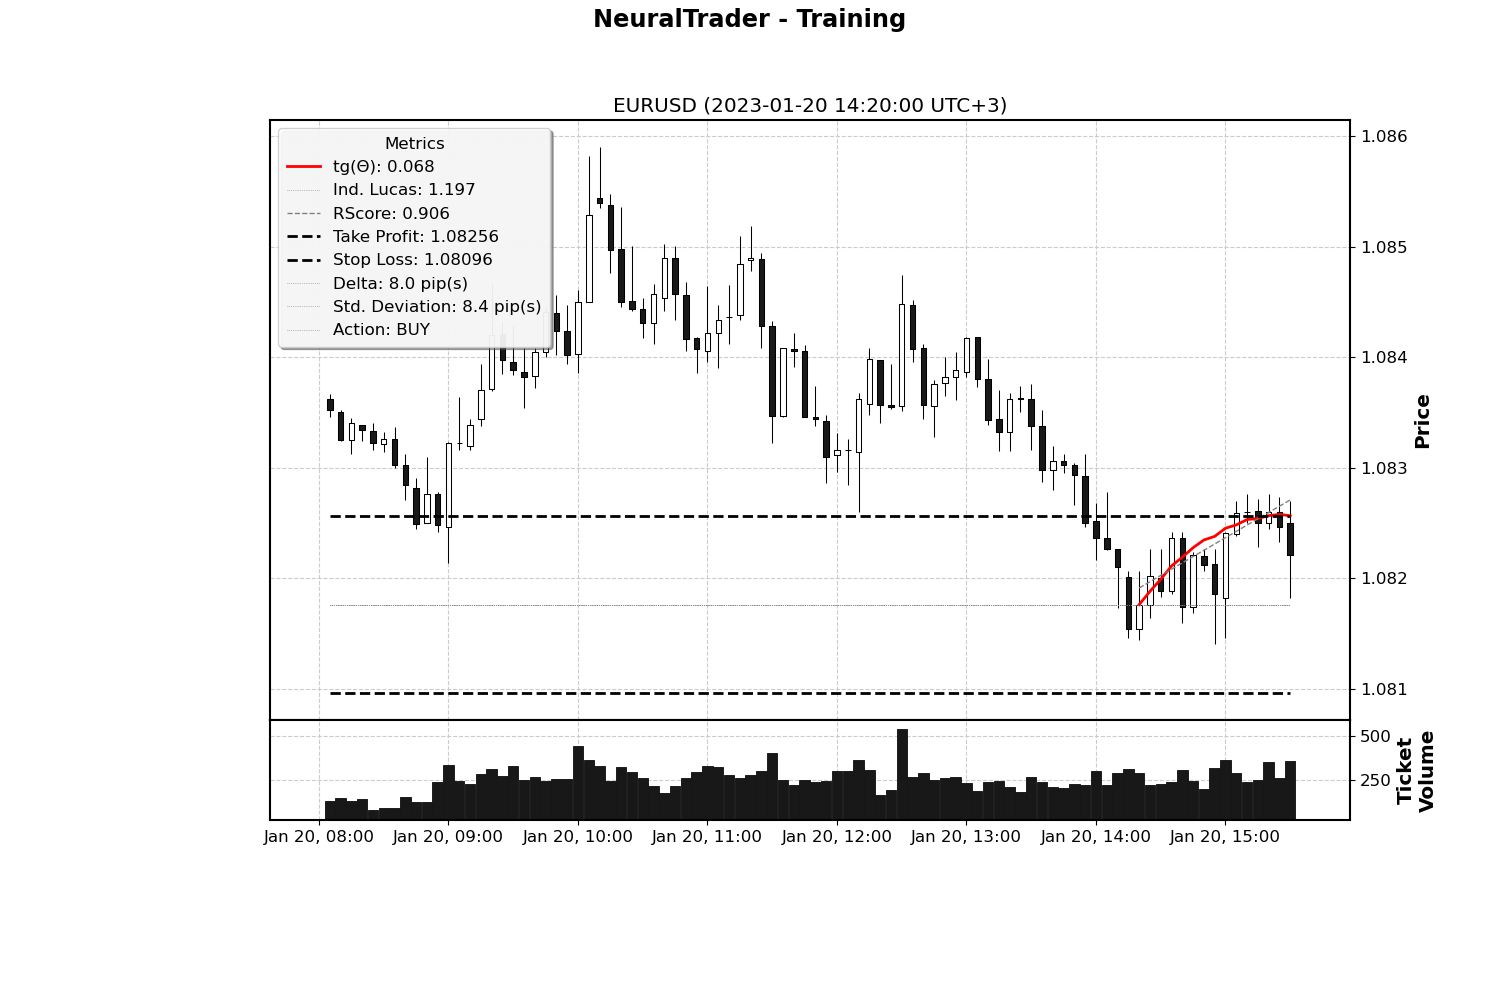 NeuralTrader - Training
EURUSD (2023-01-20 14:20:00 UTC+3)
Metrics
tg(Θ): 0.068
Ind. Lucas: 1.197
RScore: 0.906
Take Profit: 1.08256
Stop Loss: 1.08096
Delta: 8.0 pip(s)
Std. Deviation: 8.4 pip(s)
Action: BUY
1.086
1.085
1.084
1.083
1.082
1.081
Price
500
250
Ticket
Volume
Jan 20, 08:00
Jan 20, 09:00
Jan 20, 10:00
Jan 20, 11:00
Jan 20, 12:00
Jan 20, 13:00
Jan 20, 14:00
Jan 20, 15:00